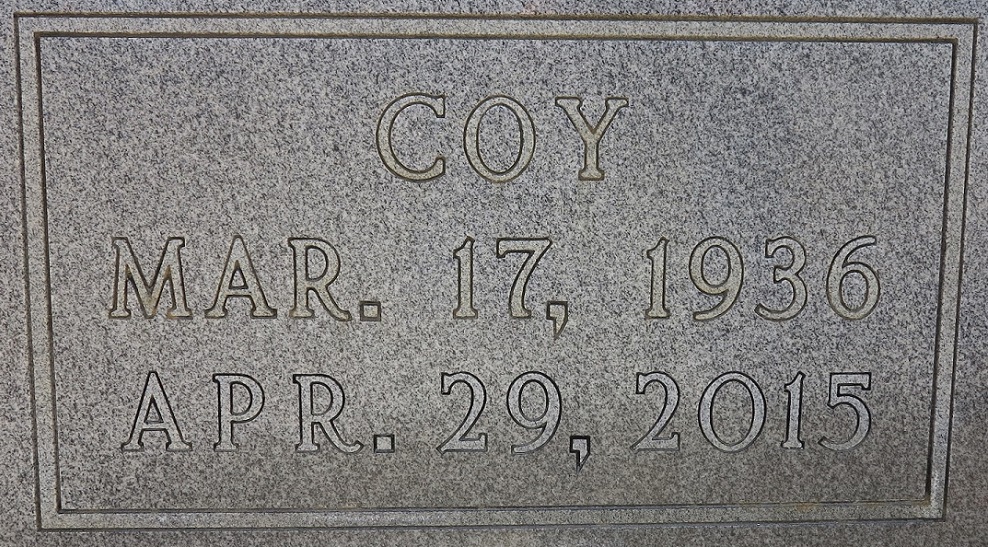 COY
MAR. 17, 1936
APR. 29, 2015